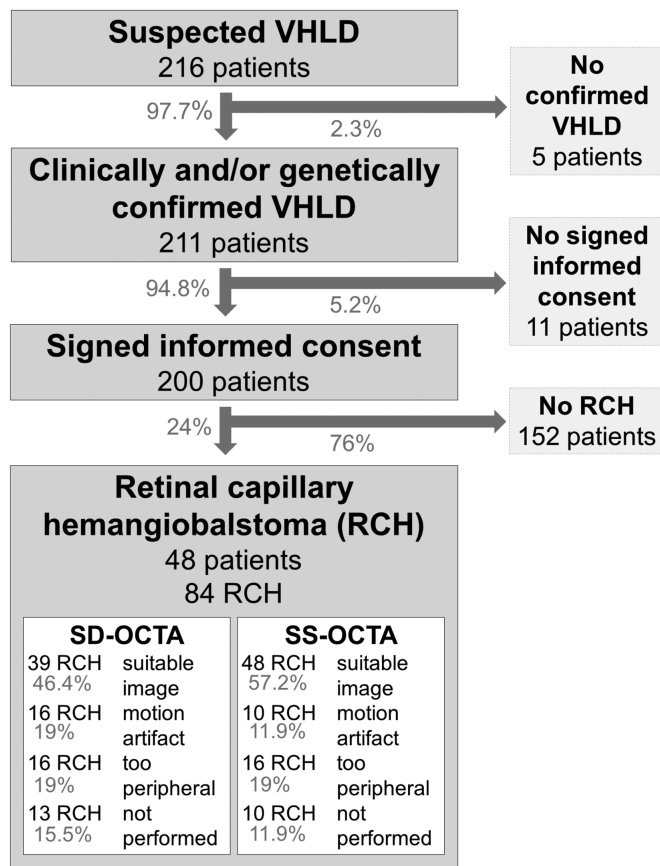 Suspected VHLD
216 patients
97.7%
2.3%
No
confirmed
VHLD
5 patients
Clinically and/or genetically
confirmed VHLD
211 patients
94.8%
5.2%
No signed
informed
consent
11 patients
Signed informed consent
200 patients
24%
76%
No RCH
152 patients
Retinal capillary
hemangiobalstoma (RCH)
48 patients
84 RCH
SD-OCTA
39 RCH suitable
46.4% image
16 RCH motion
19% artifact
16 RCH too
19% peripheral
13 RCH not
15.5% performed
SS-OCTA
48 RCH suitable
57.2% image
10 RCH motion
11.9% artifact
16 RCH too
19% peripheral
10 RCH not
11.9% performed